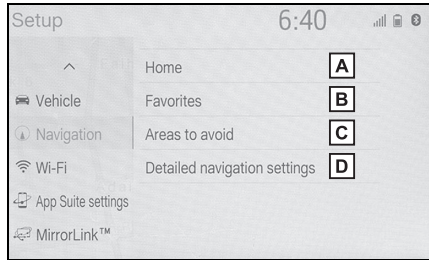 Setup 6:40
Home A
Vehicle Favorites B
Navigation Areas to avoid C
Wi-Fi Detailed navigation settings D
App Suite settings
MirrorLink™